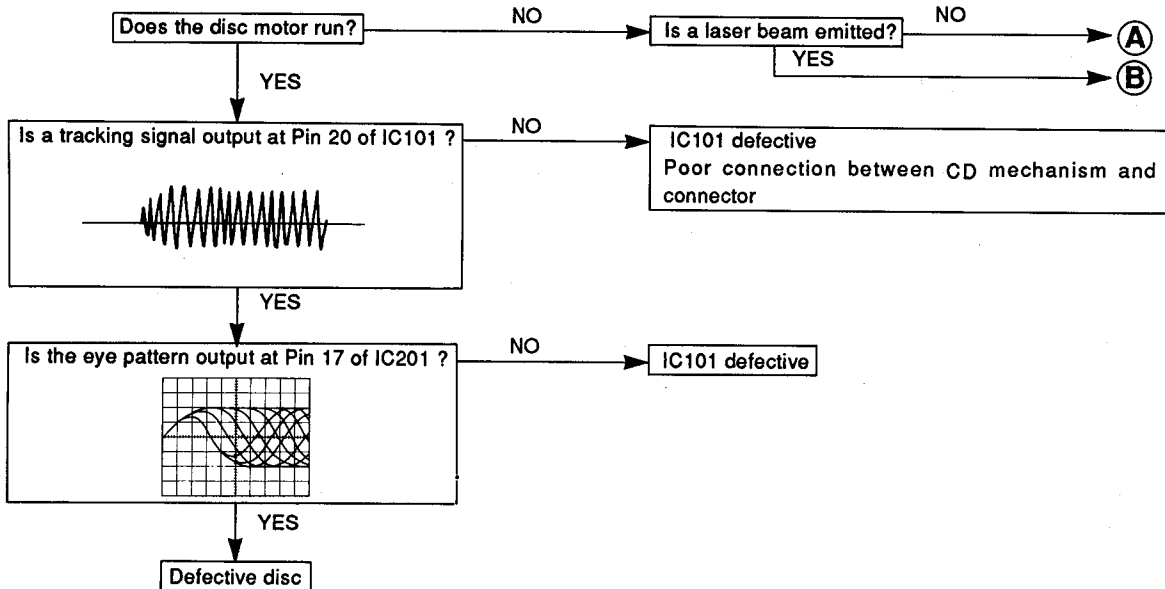 Does the disc motor run?
NO
Is a laser beam emitted?
NO
A
YES
B
YES
Is a tracking signal output at Pin 20 of IC101 ?
NO
IC101 defective
Poor connection between CD mechanism and
connector
YES
Is the eye pattern output at Pin 17 of IC201 ?
NO
IC101 defective
YES
Defective disc